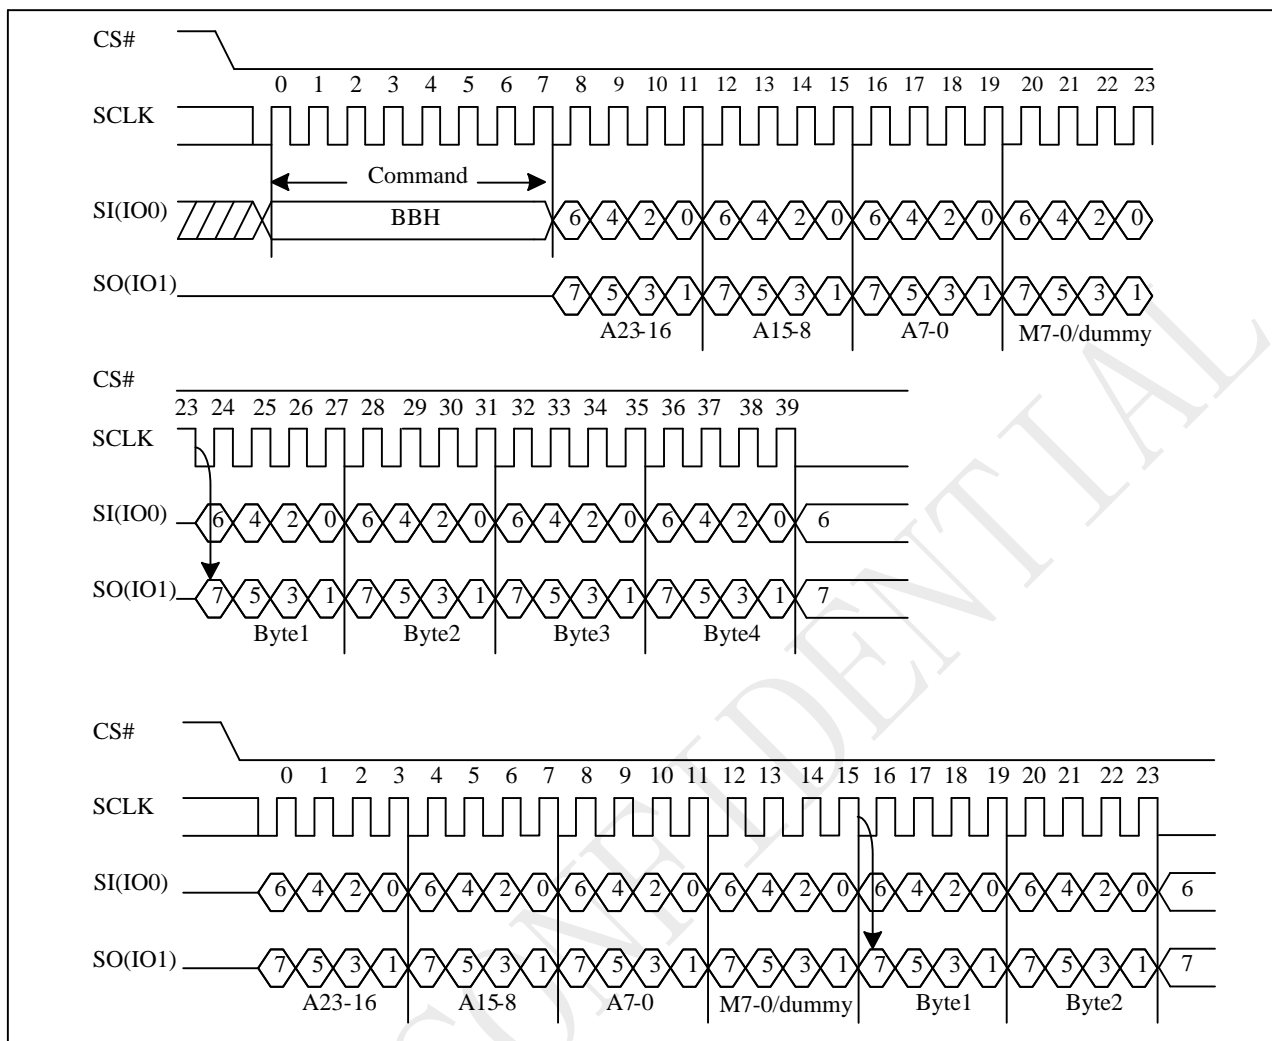 CS#
0 1 2 3 4 5 6 7 8 9 10 11 12 13 14 15 16 17 18 19 20 21 22 23
SCLK
Command
SI(IO0) BBH 6 4 2 0 6 4 2 0 6 4 2 0 6 4 2 0
SO(IO1) 7 5 3 1 7 5 3 1 7 5 3 1 7 5 3 1
A23-16 A15-8 A7-0 M7-0/dummy
CS#
23 24 25 26 27 28 29 30 31 32 33 34 35 36 37 38 39
SCLK
SI(IO0) 6 4 2 0 6 4 2 0 6 4 2 0 6 4 2 0 6
SO(IO1) 7 5 3 1 7 5 3 1 7 5 3 1 7 5 3 1 7
Byte1 Byte2 Byte3 Byte4
CS#
0 1 2 3 4 5 6 7 8 9 10 11 12 13 14 15 16 17 18 19 20 21 22 23
SCLK
SI(IO0) 6 4 2 0 6 4 2 0 6 4 2 0 6 4 2 0 6 4 2 0 6 4 2 0 6
SO(IO1) 7 5 3 1 7 5 3 1 7 5 3 1 7 5 3 1 7 5 3 1 7 5 3 1 7
A23-16 A15-8 A7-0 M7-0/dummy Byte1 Byte2
CONFIDENTIAL